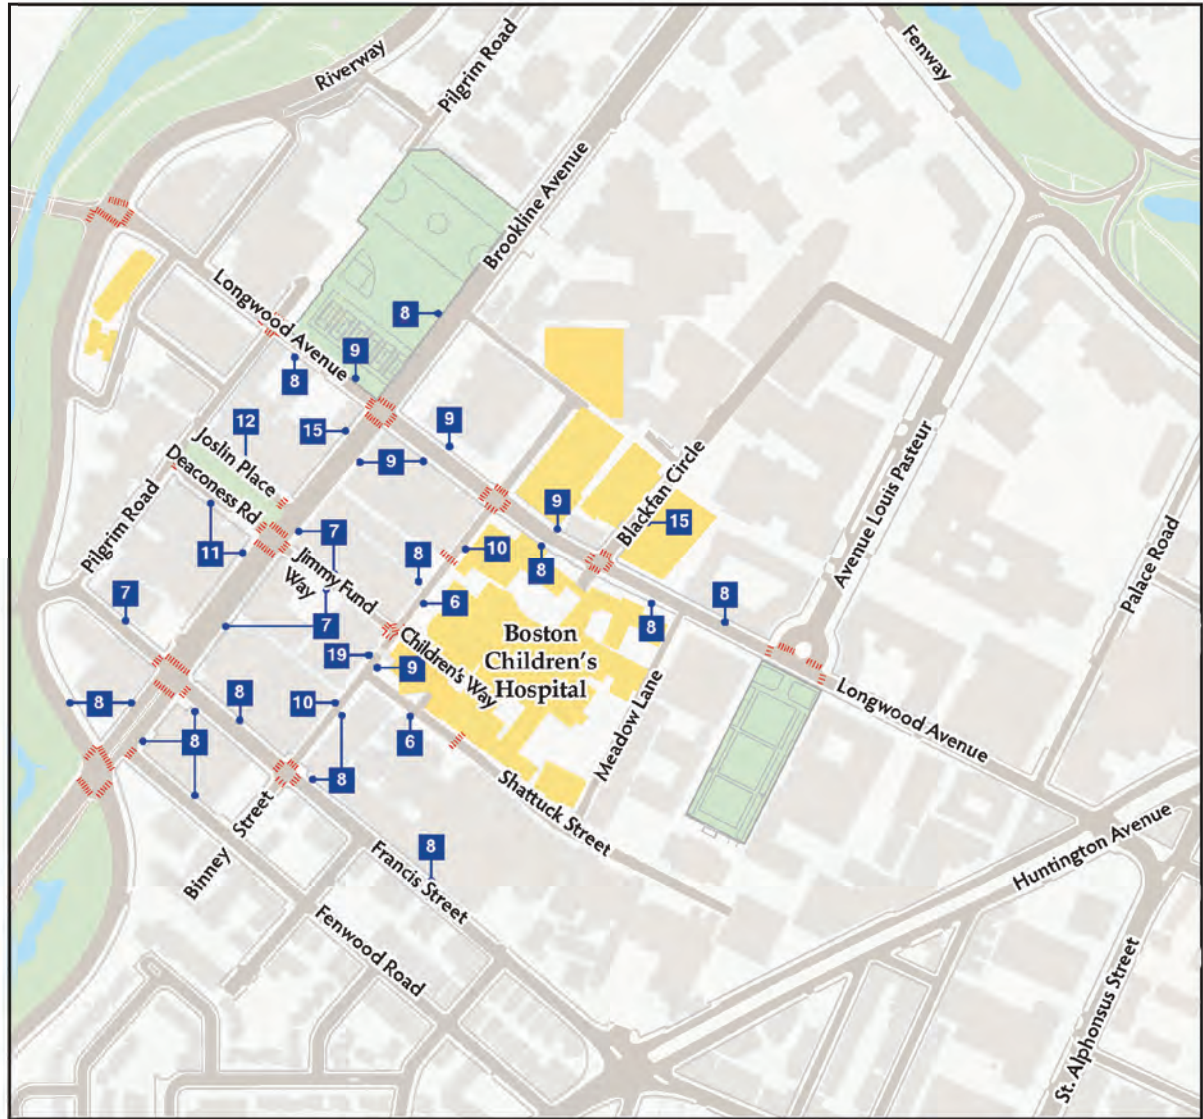 Riverway
Pilgrim Road
Fenway
Brookline Avenue
Longwood Avenue
8
9
8
12
15
9
9
Joslin Place
Deaconess Rd
Pilgrim Road
11
7
Jimmy Fund
Way
8
10
9
8
Blackfan Circle
15
Avenue Louis Pasteur
Palace Road
7
7
6
8
8
Boston
Children's
Hospital
19
9
Children's Way
Meadow Lane
Longwood Avenue
8
8
8
10
6
8
Shattuck Street
Binney Street
8
Francis Street
Fenwood Road
Huntington Avenue
St. Alphonsus Street